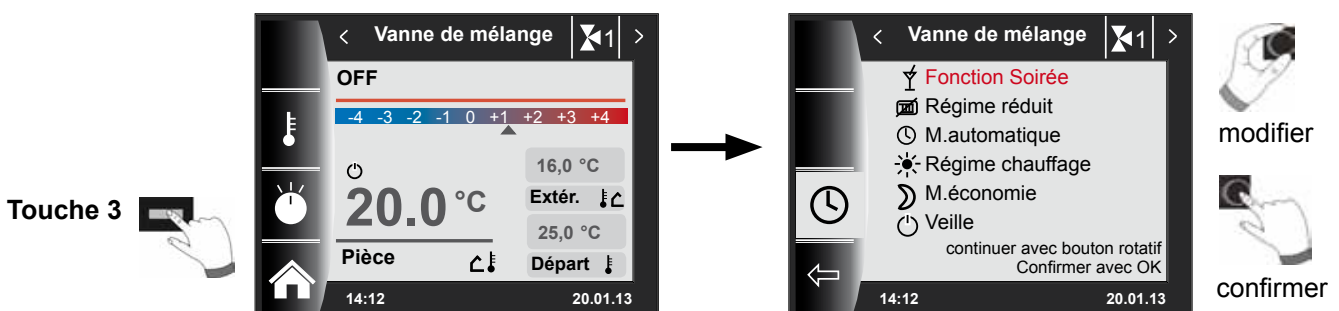 Touche 3
< Vanne de mélange 1 >
OFF
-4 -3 -2 -1 0 +1 +2 +3 +4
16,0 °C
20.0 °C
Extér.
25,0 °C
Pièce
Départ
14:12 20.01.13
< Vanne de mélange 1 >
Fonction Soirée
Régime réduit
M.automatique
Régime chauffage
M.économie
Veille
continuer avec bouton rotatif
Confirmer avec OK
14:12 20.01.13
modifier
confirmer